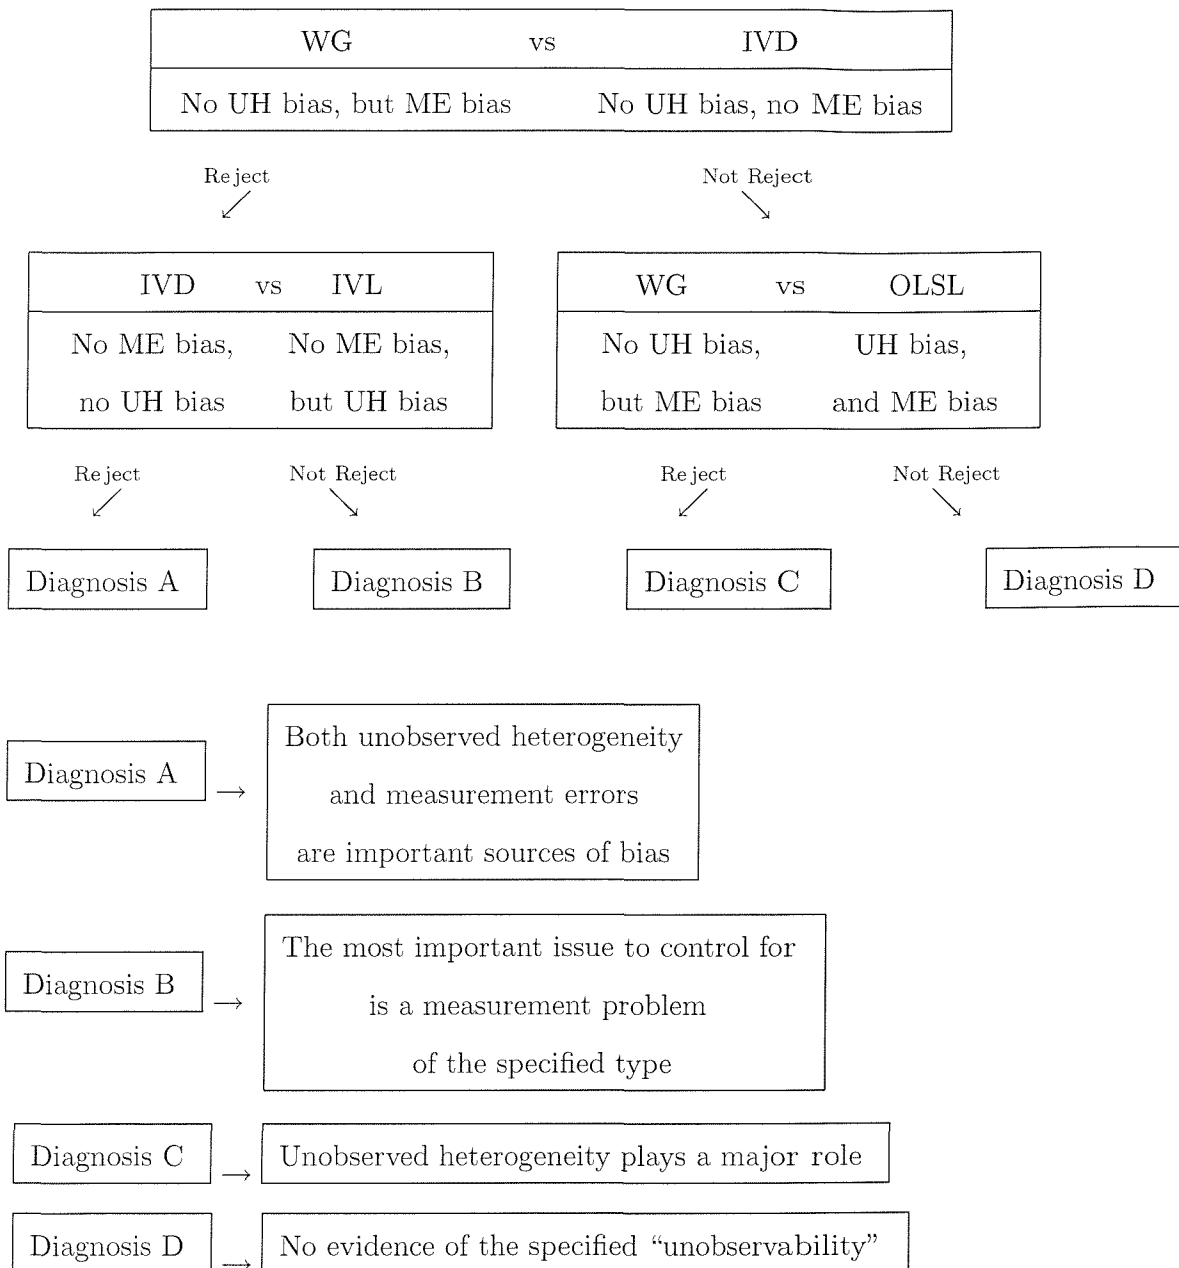 WG vs IVD
No UH bias, but ME bias No UH bias, no ME bias
Reject Not Reject
IVD vs IVL WG vs OLSL
No ME bias, No ME bias, No UH bias, UH bias,
no UH bias but UH bias but ME bias and ME bias
Reject Not Reject Reject Not Reject
Diagnosis A Diagnosis B Diagnosis C Diagnosis D
Both unobserved heterogeneity
Diagnosis A → and measurement errors
are important sources of bias
The most important issue to control for
Diagnosis B → is a measurement problem
of the specified type
Diagnosis C → Unobserved heterogeneity plays a major role
Diagnosis D → No evidence of the specified “unobservability”